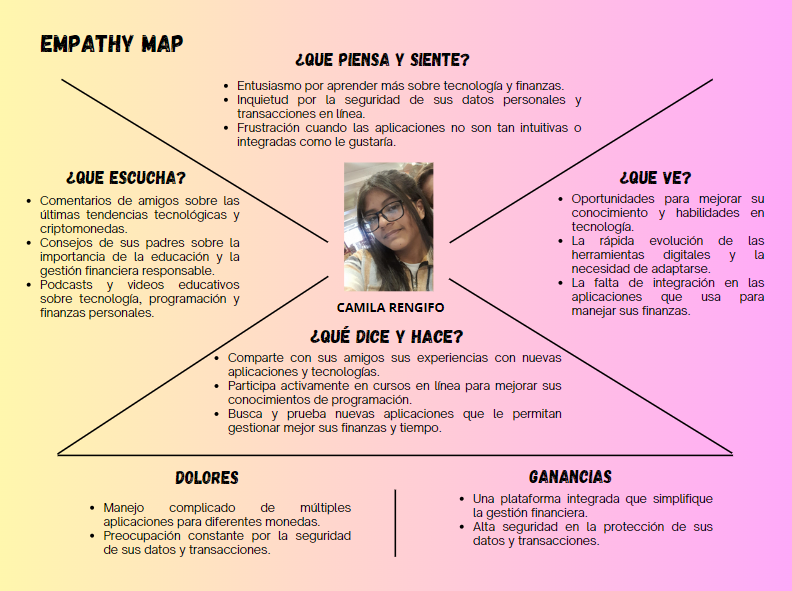 EMPATHY MAP
¿QUE PIENSA Y SIENTE?
• Entusiasmo por aprender más sobre tecnología y finanzas.
• Inquietud por la seguridad de sus datos personales y
transacciones en línea.
• Frustración cuando las aplicaciones no son tan intuitivas o
integradas como le gustaría.
¿QUE ESCUCHA?
• Comentarios de amigos sobre las
últimas tendencias tecnológicas y
criptomonedas.
• Consejos de sus padres sobre la
importancia de la educación y la
gestión financiera responsable.
• Podcasts y videos educativos
sobre tecnología, programación y
finanzas personales.
¿QUE VE?
• Oportunidades para mejorar su
conocimiento y habilidades en
tecnología.
• La rápida evolución de las
herramientas digitales y la
necesidad de adaptarse.
• La falta de integración en las
aplicaciones que usa para
manejar sus finanzas.
CAMILA RENGIFO
¿QUÉ DICE Y HACE?
• Comparte con sus amigos sus experiencias con nuevas
aplicaciones y tecnologías.
• Participa activamente en cursos en línea para mejorar sus
conocimientos de programación.
• Busca y prueba nuevas aplicaciones que le permitan
gestionar mejor sus finanzas y tiempo.
DOLORES
• Manejo complicado de múltiples
aplicaciones para diferentes monedas.
• Preocupación constante por la seguridad
de sus datos y transacciones.
GANANCIAS
• Una plataforma integrada que simplifique
la gestión financiera.
• Alta seguridad en la protección de sus
datos y transacciones.